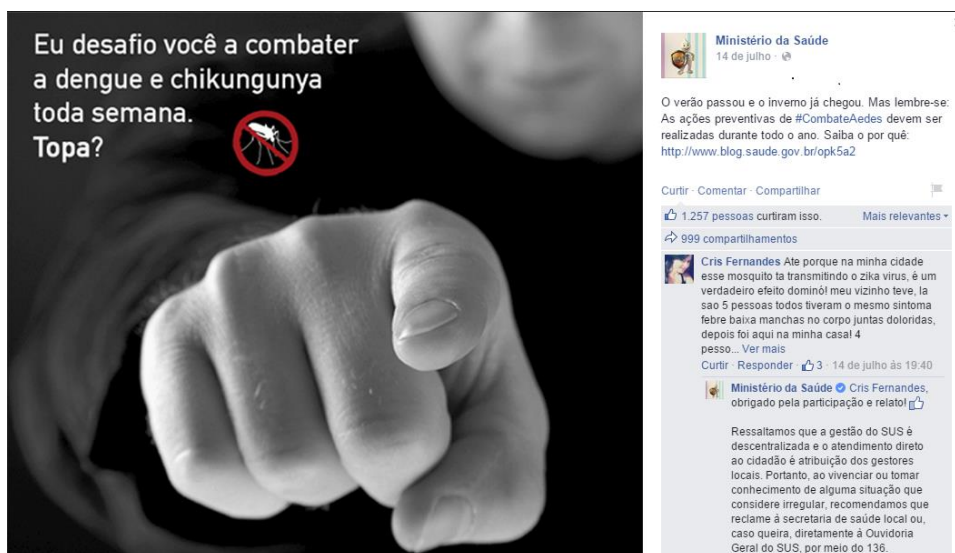 Eu desafio você a combater
a dengue e chikungunya
toda semana.
Topa?
Ministério da Saúde
14 de julho ·
O verão passou e o inverno já chegou. Mas lembre-se:
As ações preventivas de #CombateAedes devem ser
realizadas durante todo o ano. Saiba o por quê:
http://www.blog.saude.gov.br/opk5a2
Curtir · Comentar · Compartilhar
1.257 pessoas curtiram isso. Mais relevantes
999 compartilhamentos
Cris Fernandes Ate porque na minha cidade
esse mosquito ta transmitindo o zika virus, é um
verdadeiro efeito dominó! meu vizinho teve, la
sao 5 pessoas todos tiveram o mesmo sintoma
febre baixa manchas no corpo juntas doloridas,
depois foi aqui na minha casa! 4
pesso... Ver mais
Curtir · Responder · 3 · 14 de julho às 19:40
Ministério da Saúde Cris Fernandes,
obrigado pela participação e relato!
Ressaltamos que a gestão do SUS é
descentralizada e o atendimento direto
ao cidadão é atribuição dos gestores
locais. Portanto, ao vivenciar ou tomar
conhecimento de alguma situação que
considere irregular, recomendamos que
reclame à secretaria de saúde local ou,
caso queira, diretamente à Ouvidoria
Geral do SUS, por meio do 136.